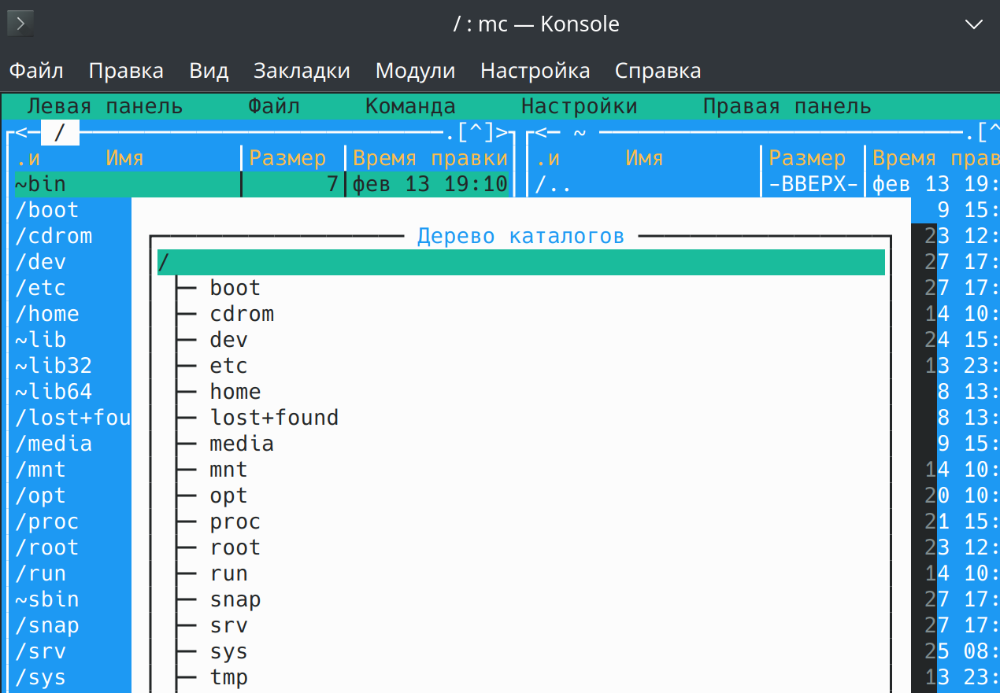 / : mc — Konsole
Файл Правка Вид Закладки Модули Настройка Справка
Левая панель Файл Команда Настройки Правая панель
<─ / ─.[^]>
<─ ~ ─.[^
.и Имя Размер Время правки
.и Имя Размер Время прав
~bin 7 фев 13 19:10
/.. -ВВЕРХ- фев 13 19:
/boot 9 15:
/cdrom Дерево каталогов 23 12:
/dev / 27 17:
/etc boot 27 17:
/home cdrom 14 10:
~lib dev 24 15:
~lib32 etc 13 23:
~lib64 home 8 13:
/lost+fou lost+found 8 13:
/media media 9 15:
/mnt mnt 14 10:
/opt opt 20 10:
/proc proc 21 15:
/root root 23 12:
/run run 14 10:
~sbin snap 27 17:
/snap srv 27 17:
/srv sys 25 08:
/sys tmp 13 23: